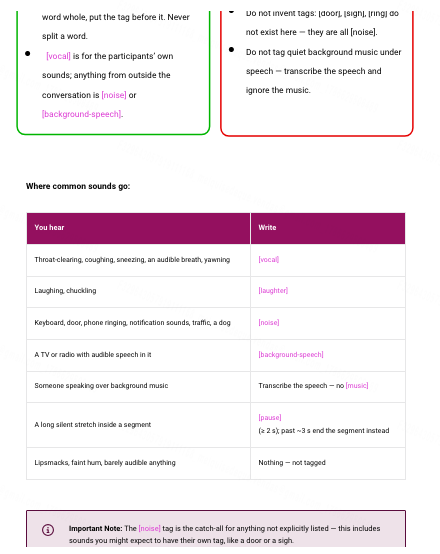 word whole, put the tag before it. Never
split a word.
● [vocal] is for the participants' own
sounds; anything from outside the
conversation is [noise] or
[background-speech].
● Do not invent tags: [door], [sigh], [ring] do
not exist here — they are all [noise].
● Do not tag quiet background music under
speech — transcribe the speech and
ignore the music.
Where common sounds go:
You hear Write
Throat-clearing, coughing, sneezing, an audible breath, yawning [vocal]
Laughing, chuckling [laughter]
Keyboard, door, phone ringing, notification sounds, traffic, a dog [noise]
A TV or radio with audible speech in it [background-speech]
Someone speaking over background music Transcribe the speech — no [music]
A long silent stretch inside a segment [pause]
(≥ 2 s); past ~3 s end the segment instead
Lipsmacks, faint hum, barely audible anything Nothing — not tagged
Important Note: The [noise] tag is the catch-all for anything not explicitly listed — this includes
sounds you might expect to have their own tag, like a door or a sigh.